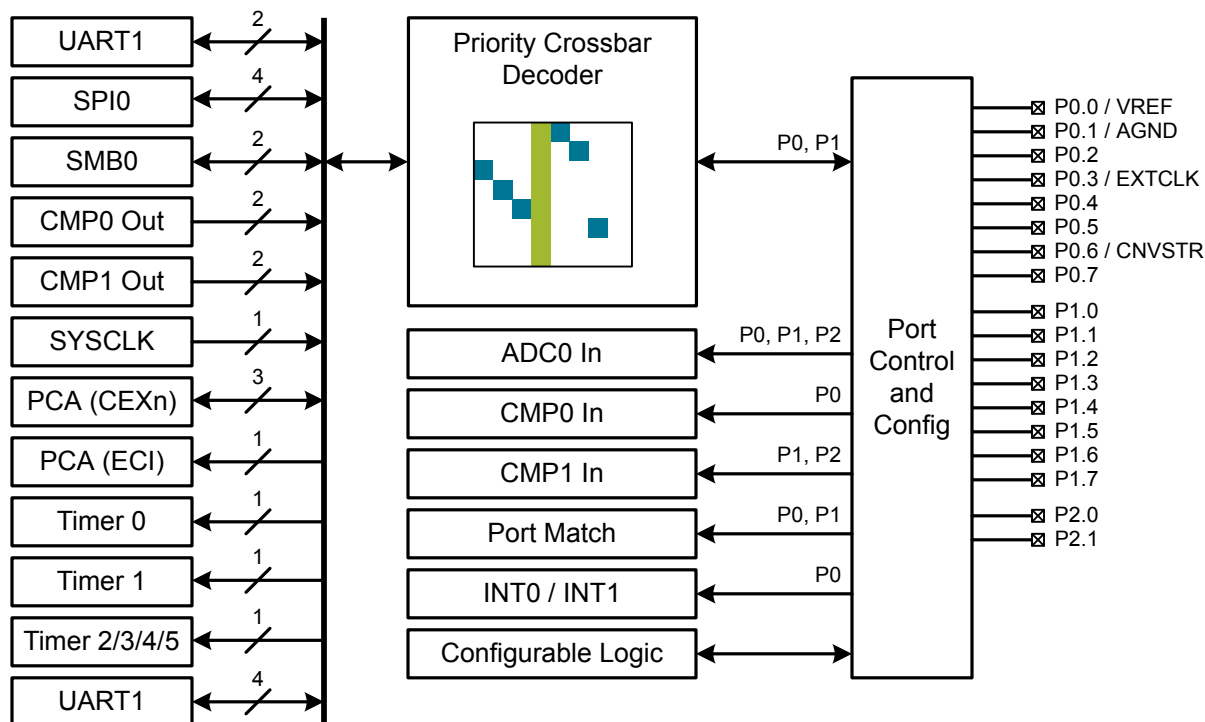 UART1
2
SPI0
4
SMB0
2
CMP0 Out
2
CMP1 Out
2
SYSCLK
1
PCA (CEXn)
3
PCA (ECI)
1
Timer 0
1
Timer 1
1
Timer 2/3/4/5
1
UART1
4
Priority Crossbar
Decoder
P0, P1
ADC0 In
P0, P1, P2
CMP0 In
P0
CMP1 In
P1, P2
Port Match
P0, P1
INT0 / INT1
P0
Configurable Logic
Port
Control
and
Config
P0.0 / VREF
P0.1 / AGND
P0.2
P0.3 / EXTCLK
P0.4
P0.5
P0.6 / CNVSTR
P0.7
P1.0
P1.1
P1.2
P1.3
P1.4
P1.5
P1.6
P1.7
P2.0
P2.1